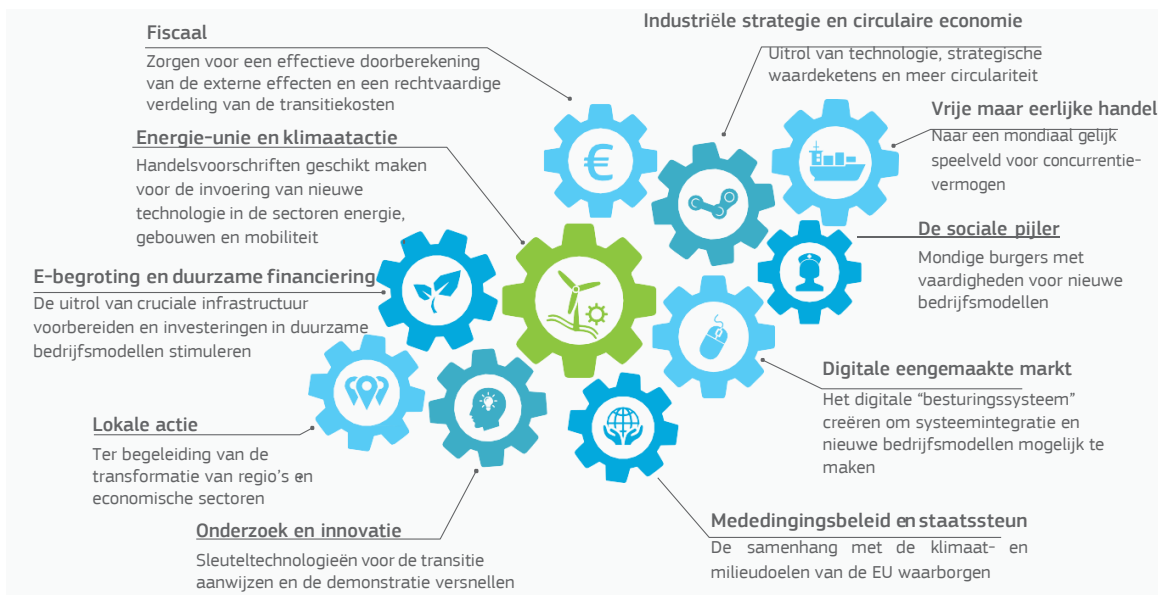 Fiscaal
Zorgen voor een effectieve doorberekening
van de externe effecten en een rechtvaardige
verdeling van de transitiekosten
Industriële strategie en circulaire economie
Uitrol van technologie, strategische
waardeketens en meer circulariteit
Vrije maar eerlijke handel
Naar een mondiaal gelijk
speelveld voor concurrentie-
vermogen
Energie-unie en klimaatactie
Handelsvoorschriften geschikt maken
voor de invoering van nieuwe
technologie in de sectoren energie,
gebouwen en mobiliteit
€
De sociale pijler
Mondige burgers met
vaardigheden voor nieuwe
bedrijfsmodellen
E-begroting en duurzame financiering
De uitrol van cruciale infrastructuur
voorbereiden en investeringen in duurzame
bedrijfsmodellen stimuleren
Digitale eengemaakte markt
Het digitale “besturingssysteem”
creëren om systeemintegratie en
nieuwe bedrijfsmodellen mogelijk te
maken
Lokale actie
Ter begeleiding van de
transformatie van regio's en
economische sectoren
Onderzoek en innovatie
Sleuteltechnologieën voor de transitie
aanwijzen en de demonstratie versnellen
Mededingingsbeleid en staatssteun
De samenhang met de klimaat- en
milieudoelen van de EU waarborgen